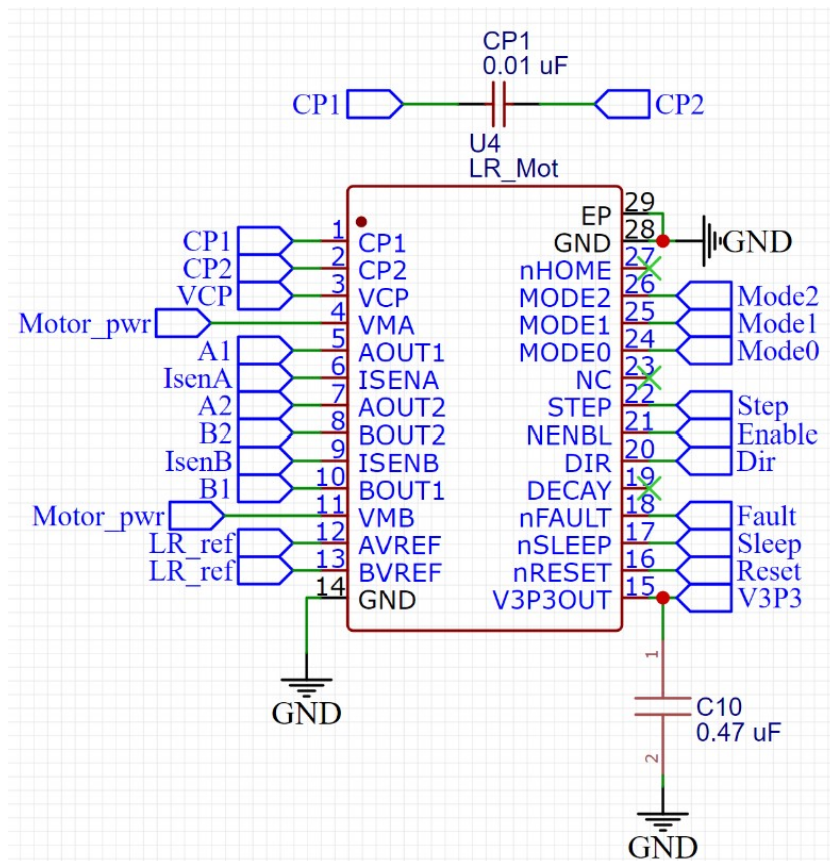 CP1
0.01 uF
CP1 CP2
U4
LR_Mot
EP 29
CP1 1 CP1 GND 28 GND
CP2 2 CP2 nHOME 27
VCP 3 VCP MODE2 26 Mode2
Motor_pwr 4 VMA MODE1 25 Mode1
A1 5 AOUT1 MODE0 24 Mode0
IsenA 6 ISENA NC 23
A2 7 AOUT2 STEP 22 Step
B2 8 BOUT2 NENBL 21 Enable
IsenB 9 ISENB DIR 20 Dir
B1 10 BOUT1 DECAY 19
Motor_pwr 11 VMB nFAULT 18 Fault
LR_ref 12 AVREF nSLEEP 17 Sleep
LR_ref 13 BVREF nRESET 16 Reset
14 GND V3P3OUT 15 V3P3
GND
1
C10
0.47 uF
2
GND